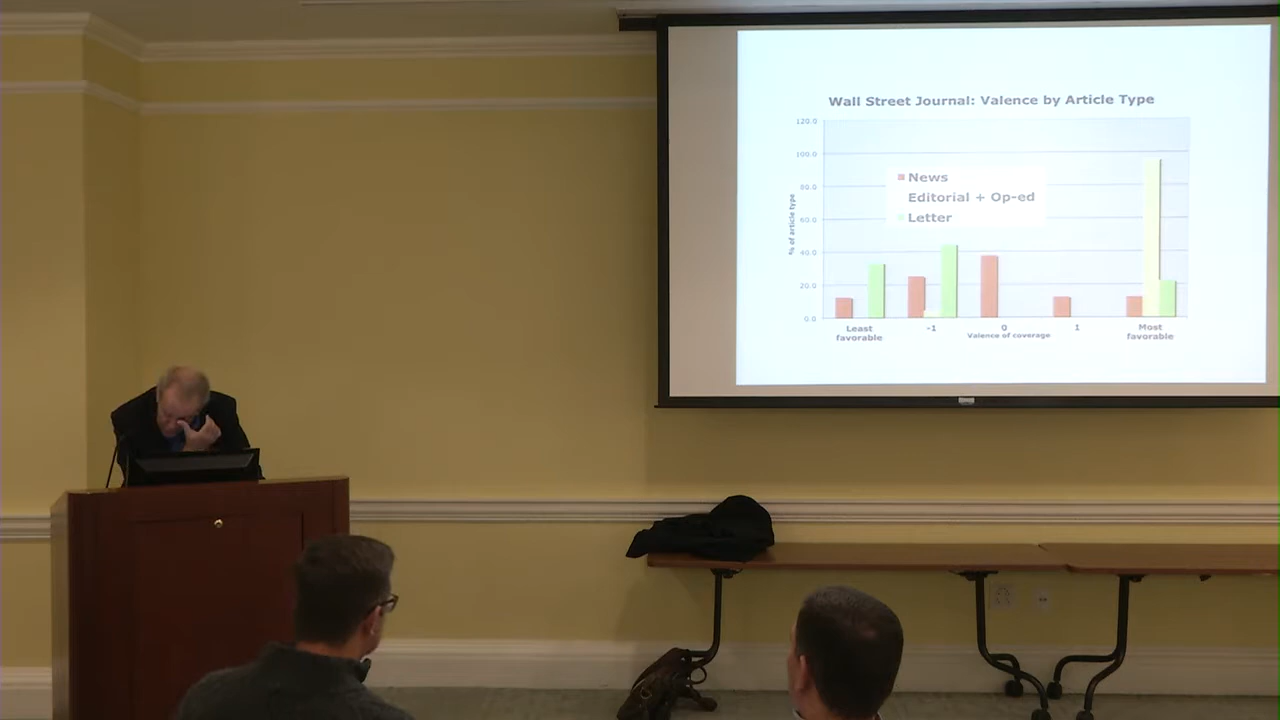 Wall Street Journal: Valence by Article Type
120.0
100.0
80.0
60.0
40.0
20.0
0.0
% of article type
News
Editorial + Op-ed
Letter
Least favorable
-1
0
1
Most favorable
Valence of coverage